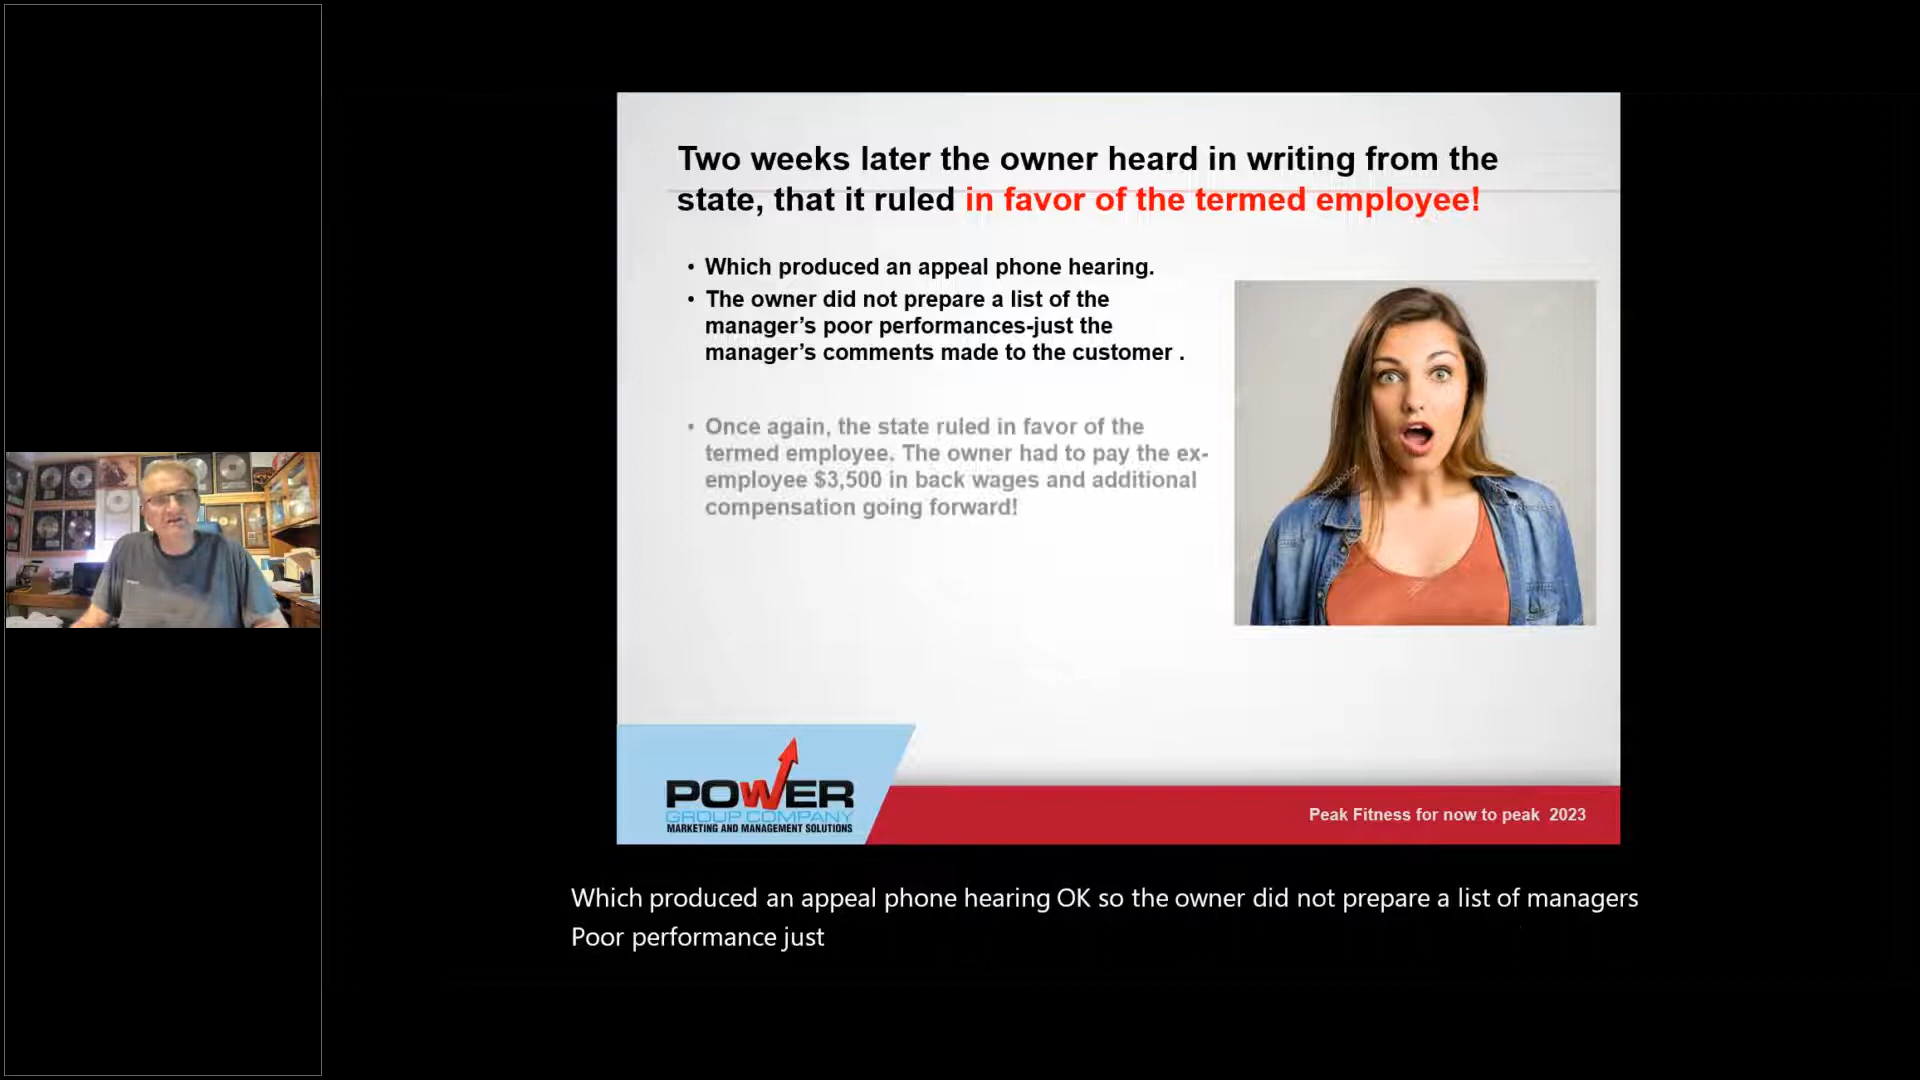 Two weeks later the owner heard in writing from the
state, that it ruled in favor of the termed employee!
• Which produced an appeal phone hearing.
• The owner did not prepare a list of the
manager’s poor performances-just the
manager’s comments made to the customer .
• Once again, the state ruled in favor of the
termed employee. The owner had to pay the ex-
employee $3,500 in back wages and additional
compensation going forward!
POWER
GROUP COMPANY
MARKETING AND MANAGEMENT SOLUTIONS
Peak Fitness for now to peak 2023
Which produced an appeal phone hearing OK so the owner did not prepare a list of managers
Poor performance just